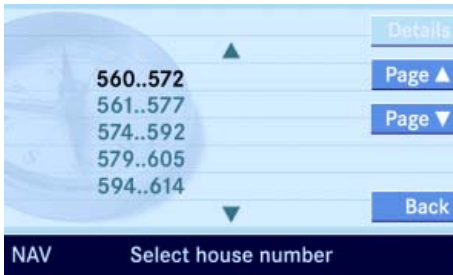 Details
560..572
Page ▲
561..577
Page ▼
574..592
579..605
594..614
Back
NAV Select house number